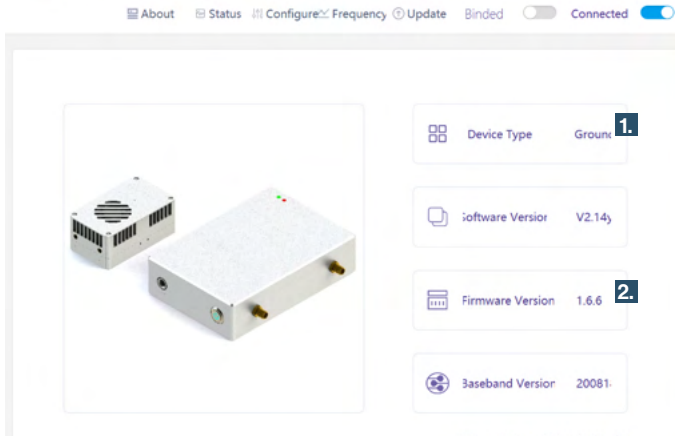 About Status Configure Frequency Update Binded Connected
Device Type Ground 1.
Software Version V2.14y
Firmware Version 1.6.6 2.
Baseband Version 20081